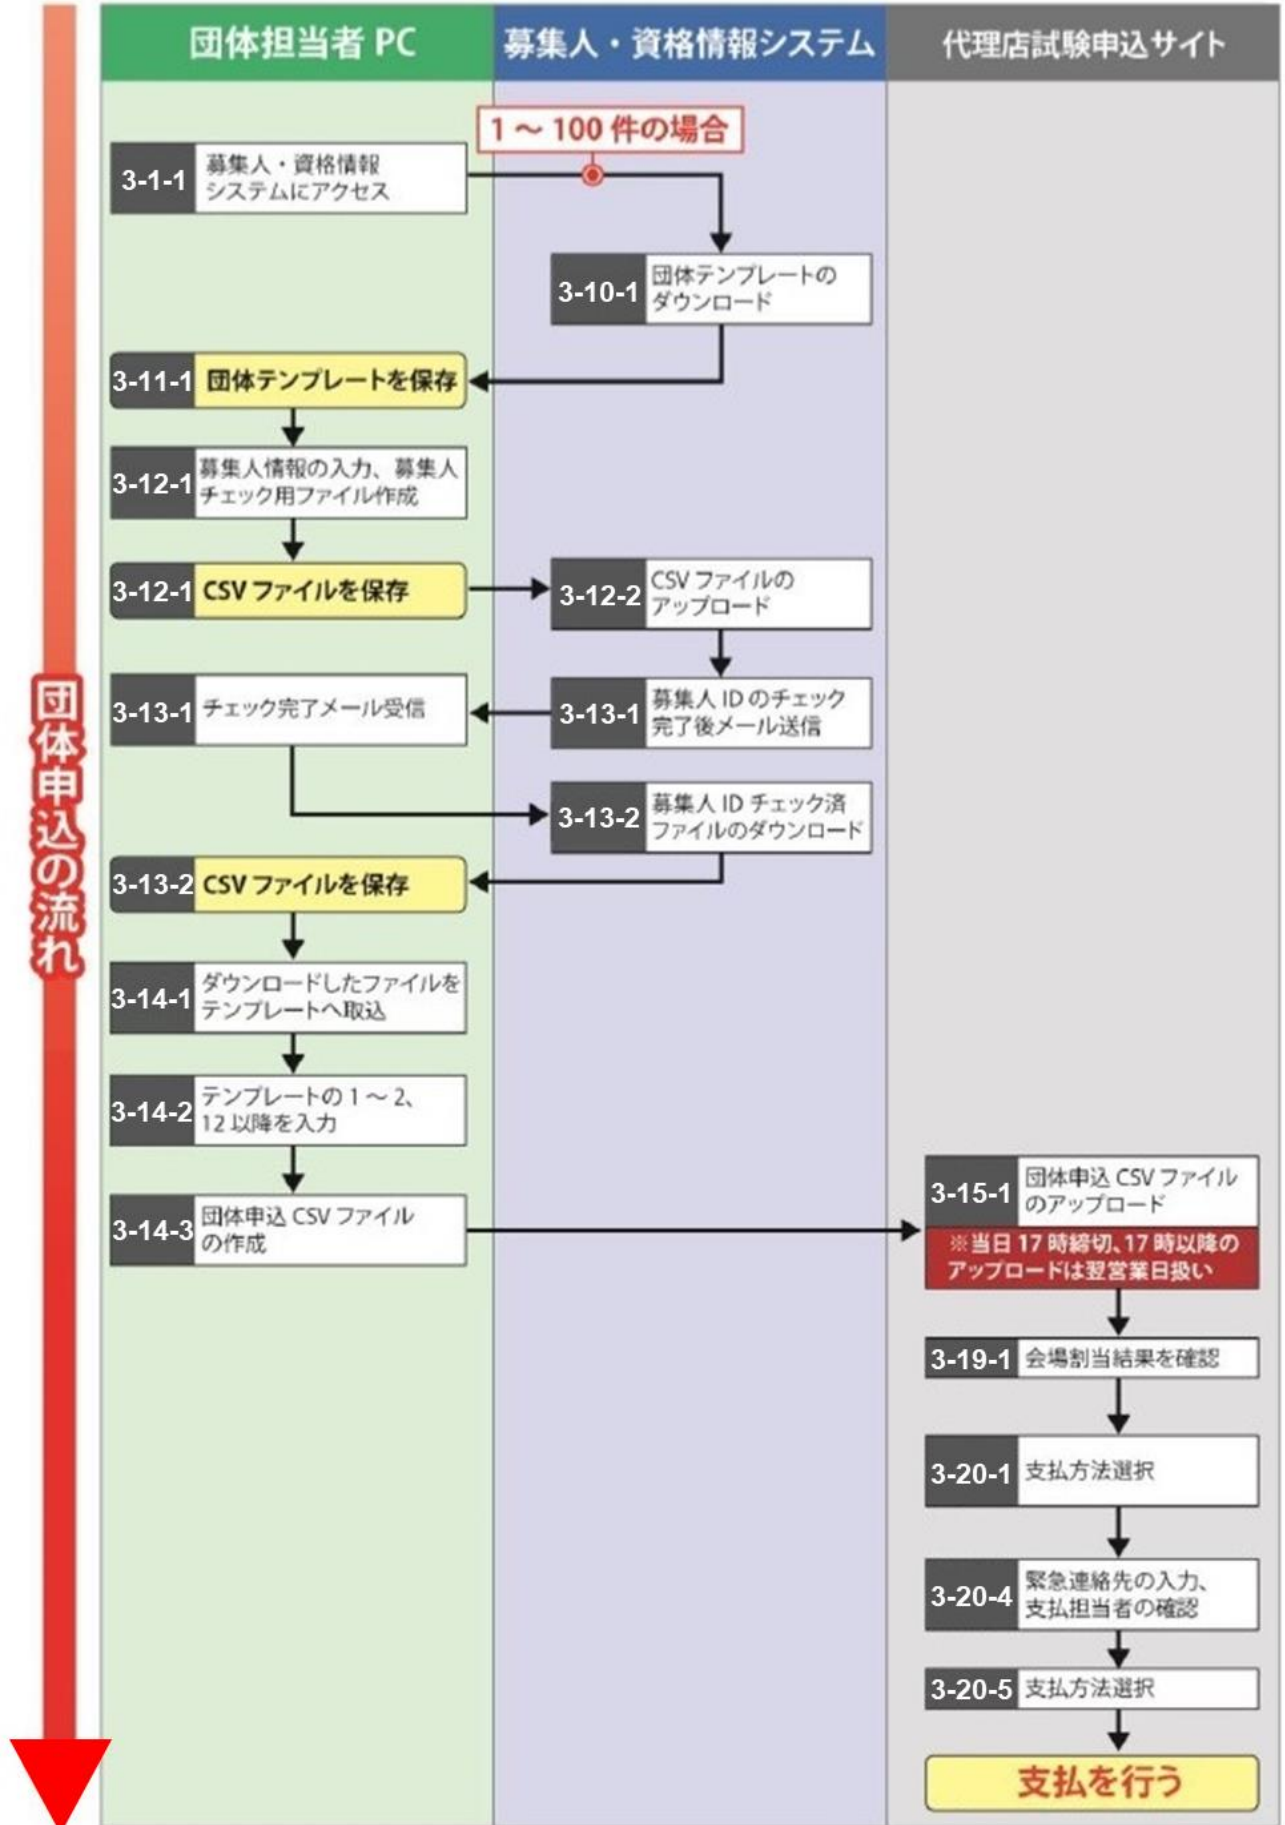 団体担当者 PC
募集人・資格情報システム
代理店試験申込サイト
団体申込の流れ
1 ～ 100 件の場合
3-1-1
募集人・資格情報
システムにアクセス
3-10-1
団体テンプレートの
ダウンロード
3-11-1
団体テンプレートを保存
3-12-1
募集人情報の入力、募集人
チェック用ファイル作成
3-12-1
CSV ファイルを保存
3-12-2
CSV ファイルの
アップロード
3-13-1
募集人 ID のチェック
完了後メール送信
3-13-1
チェック完了メール受信
3-13-2
募集人 ID チェック済
ファイルのダウンロード
3-13-2
CSV ファイルを保存
3-14-1
ダウンロードしたファイルを
テンプレートへ取込
3-14-2
テンプレートの 1 ～ 2、
12 以降を入力
3-14-3
団体申込 CSV ファイル
の作成
3-15-1
団体申込 CSV ファイル
のアップロード
※当日 17 時締切、17 時以降の
アップロードは翌営業日扱い
3-19-1
会場割当結果を確認
3-20-1
支払方法選択
3-20-4
緊急連絡先の入力、
支払担当者の確認
3-20-5
支払方法選択
支払を行う